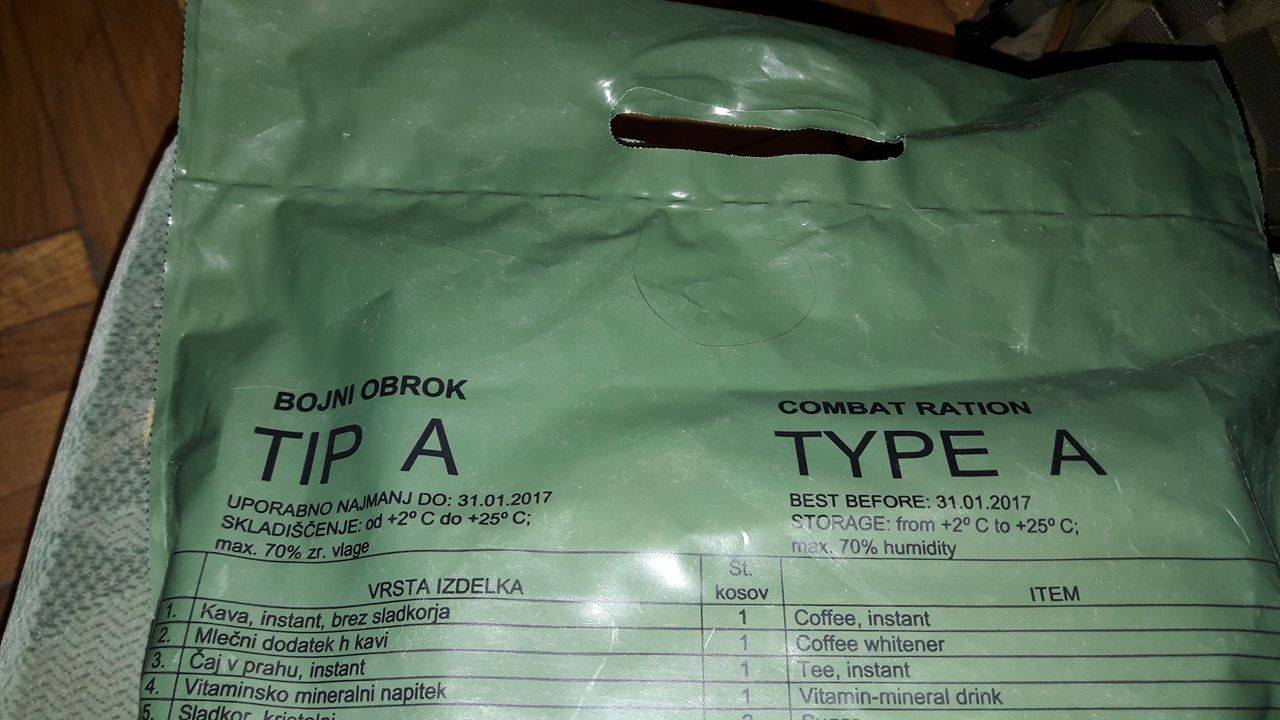 BOJNI OBROK
TIP A
UPORABNO NAJMANJ DO: 31.01.2017
SKLADIŠČENJE: od +2º C do +25º C;
max. 70% zr. vlage
COMBAT RATION
TYPE A
BEST BEFORE: 31.01.2017
STORAGE: from +2º C to +25º C;
max. 70% humidity
VRSTA IZDELKA Št. kosov ITEM
1. Kava, instant, brez sladkorja 1 Coffee, instant
2. Mlečni dodatek h kavi 1 Coffee whitener
3. Čaj v prahu, instant 1 Tee, instant
4. Vitaminsko mineralni napitek 1 Vitamin-mineral drink
5. Sladkor, kristalni